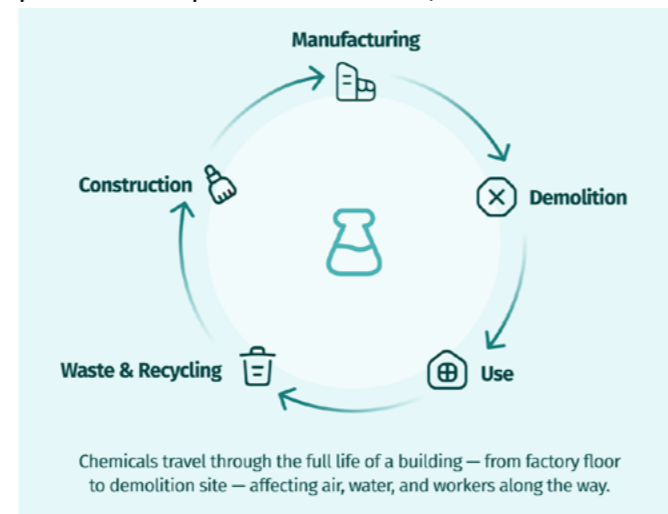 Manufacturing
Demolition
Use
Waste & Recycling
Construction
Chemicals travel through the full life of a building — from factory floor
to demolition site — affecting air, water, and workers along the way.